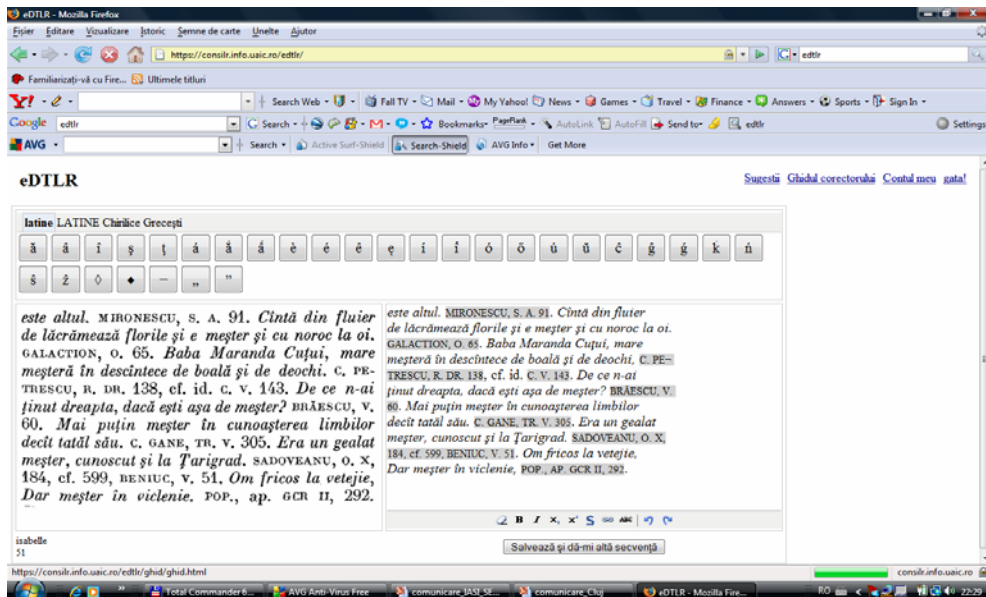 eDTLR - Mozilla Firefox
Fișier Editare Vizualizare Istoric Semne de carte Unelte Ajutor
https://consilr.info.uaic.ro/edtlr/
edtlr
Familiarizați-vă cu Fire... Ultimele titluri
Y! Search Web Fall TV Mail My Yahoo! News Games Travel Finance Answers Sports Sign In
Google edtlr Search Bookmarks PageRank AutoLink AutoFill Send to edtlr Settings
AVG Search Active Surf-Shield Search-Shield AVG Info Get More
eDTLR
Sugestii Ghidul corectorului Contul meu gata!
latine LATINE Chirilice Grecești
este altul. MIRONESCU, S. A. 91. Cîntă din fluier
de lăcrămează florile şi e meşter şi cu noroc la oi.
GALACTION, O. 65. Baba Maranda Cuţui, mare
meşteră în descîntece de boală şi de deochi. C. PE-
TRESCU, R. DR. 138, cf. id. C. V. 143. De ce n-ai
ţinut dreapta, dacă eşti aşa de meşter? BRĂESCU, V.
60. Mai puţin meşter în cunoaşterea limbilor
decît tatăl său. C. GANE, TR. V. 305. Era un gealat
meşter, cunoscut şi la Ţarigrad. SADOVEANU, O. X,
184, cf. 599, BENIUC, V. 51. Om fricos la vetejie,
Dar meşter în viclenie. POP., ap. GCR II, 292.
este altul. MIRONESCU, S. A. 91. Cîntă din fluier
de lăcrămează florile şi e meşter şi cu noroc la oi.
GALACTION, O. 65. Baba Maranda Cuţui, mare
meşteră în descîntece de boală şi de deochi, C. PE–
TRESCU, R. DR. 138, cf. id. C. V. 143. De ce n-ai
ţinut dreapta, dacă eşti aşa de meşter? BRĂESCU, V.
60. Mai puţin meşter în cunoaşterea limbilor
decît tatăl său. C. GANE, TR. V. 305. Era un gealat
meşter, cunoscut şi la Ţarigrad. SADOVEANU, O. X,
184, cf. 599, BENIUC, V. 51. Om fricos la vetejie,
Dar meşter în viclenie, POP., AP. GCR II, 292.
B I X, X' S ABC
isabelle
51
Salvează şi dă-mi altă secvenţă
https://consilr.info.uaic.ro/edtlr/ghid/ghid.html consilr.info.uaic.ro
Total Commander 6... AVG Anti-Virus Free comunicare_IASI_SE... comunicare_Cluj eDTLR - Mozilla Fire... RO 22:29